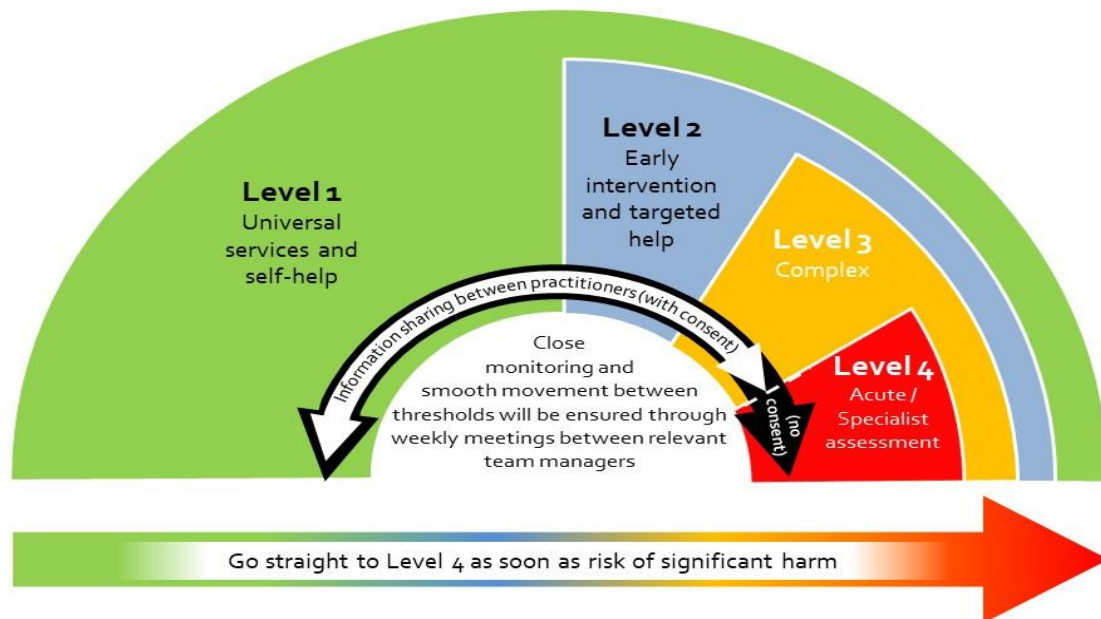 Level 1
Universal
services and
self-help
Level 2
Early
intervention
and targeted
help
Level 3
Complex
Level 4
Acute /
Specialist
assessment
Information sharing between practitioners (with consent)
(no
consent)
Close
monitoring and
smooth movement between
thresholds will be ensured through
weekly meetings between relevant
team managers
Go straight to Level 4 as soon as risk of significant harm